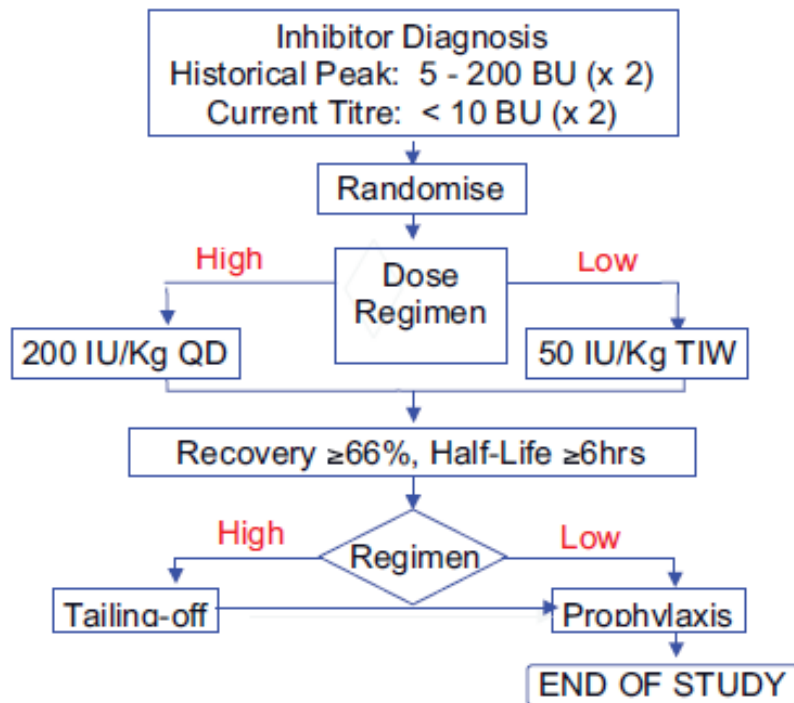 Inhibitor Diagnosis
Historical Peak: 5 - 200 BU (x 2)
Current Titre: < 10 BU (x 2)
Randomise
High
Low
Dose
Regimen
200 IU/Kg QD
50 IU/Kg TIW
Recovery ≥66%, Half-Life ≥6hrs
High
Low
Regimen
Tailing-off
Prophylaxis
END OF STUDY